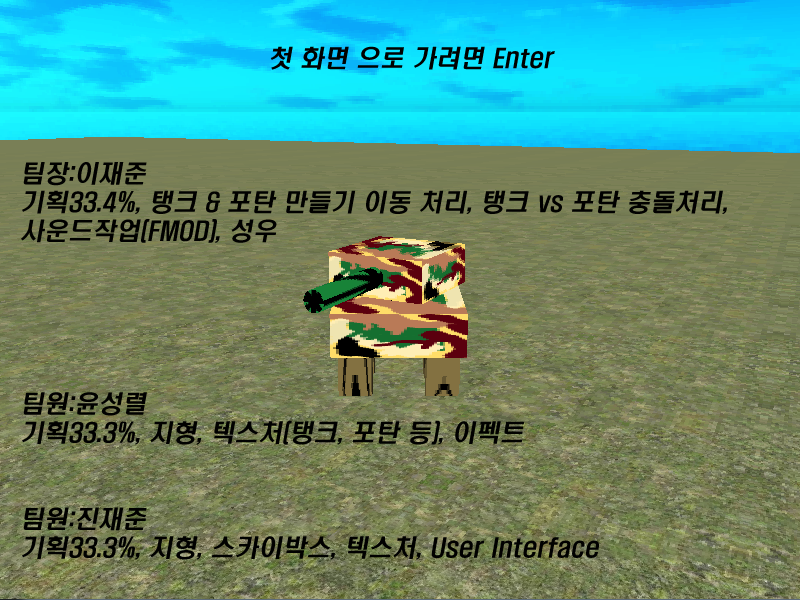 첫 화면 으로 가려면 Enter
팀장:이재준
기획33.4%, 탱크 & 포탄 만들기 이동 처리, 탱크 vs 포탄 충돌처리,
사운드작업(FMOD), 성우
팀원:윤성렬
기획33.3%, 지형, 텍스처(탱크, 포탄 등), 이펙트
팀원:진재준
기획33.3%, 지형, 스카이박스, 텍스처, User Interface